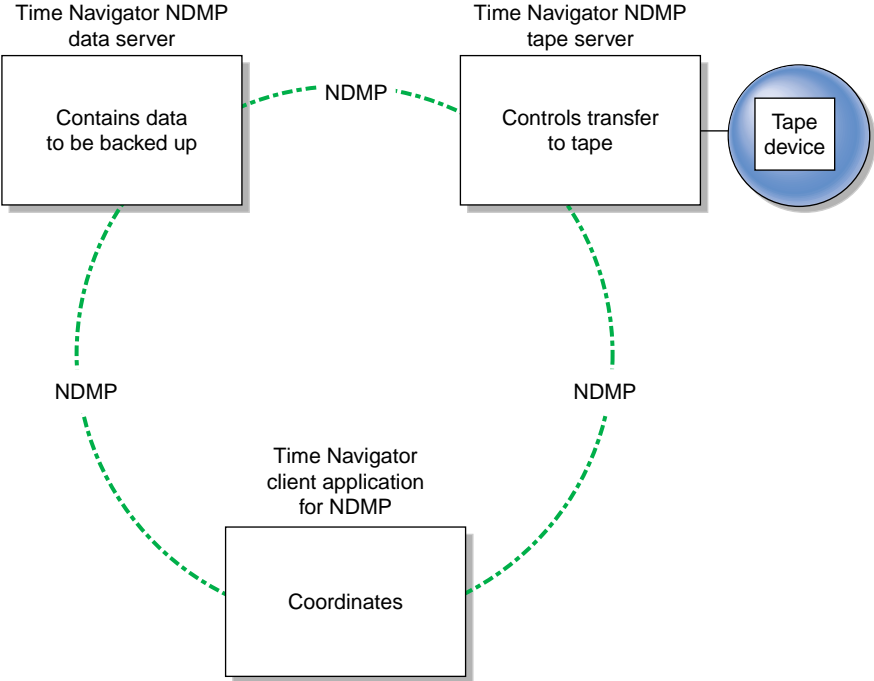 Time Navigator NDMP
data server
Time Navigator NDMP
tape server
Contains data
to be backed up
NDMP
Controls transfer
to tape
Tape
device
NDMP
NDMP
Time Navigator
client application
for NDMP
Coordinates